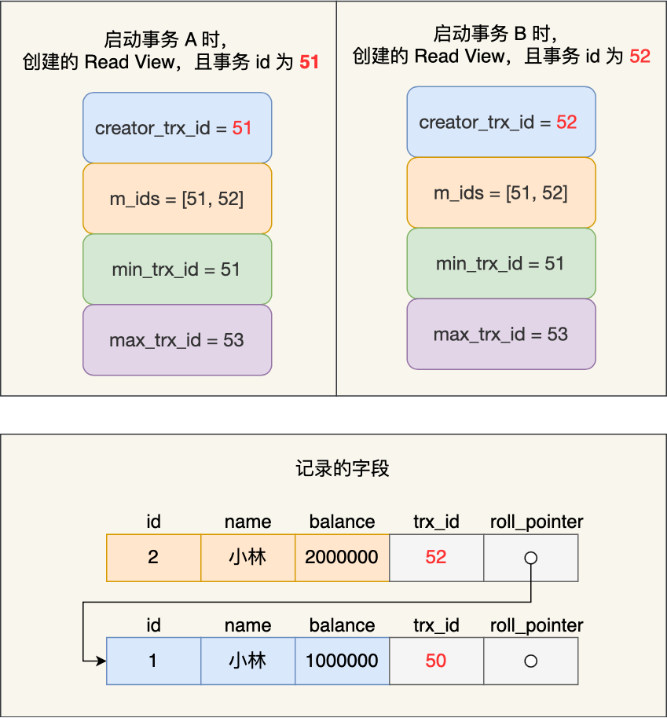 启动事务 A 时，
创建的 Read View，且事务 id 为 51
creator_trx_id = 51
m_ids = [51, 52]
min_trx_id = 51
max_trx_id = 53
启动事务 B 时，
创建的 Read View，且事务 id 为 52
creator_trx_id = 52
m_ids = [51, 52]
min_trx_id = 51
max_trx_id = 53
记录的字段
id name balance trx_id roll_pointer
2 小林 2000000 52
id name balance trx_id roll_pointer
1 小林 1000000 50